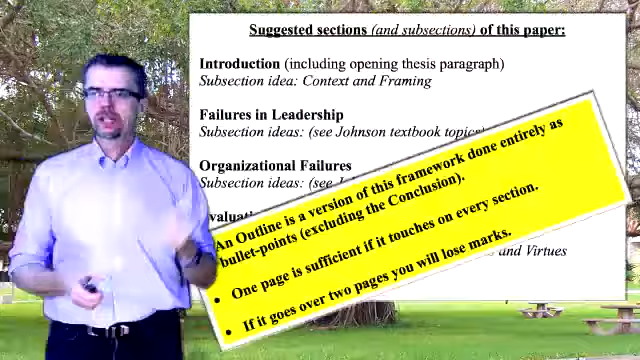 Suggested sections (and subsections) of this paper:
Introduction (including opening thesis paragraph)
Subsection idea: Context and Framing
Failures in Leadership
Subsection ideas: (see Johnson textbook topics)
Organizational Failures
Subsection ideas: (see
An Outline is a version of this framework done entirely as
bullet-points (excluding the Conclusion).
• One page is sufficient if it touches on every section.
• If it goes over two pages you will lose marks.
and Virtues